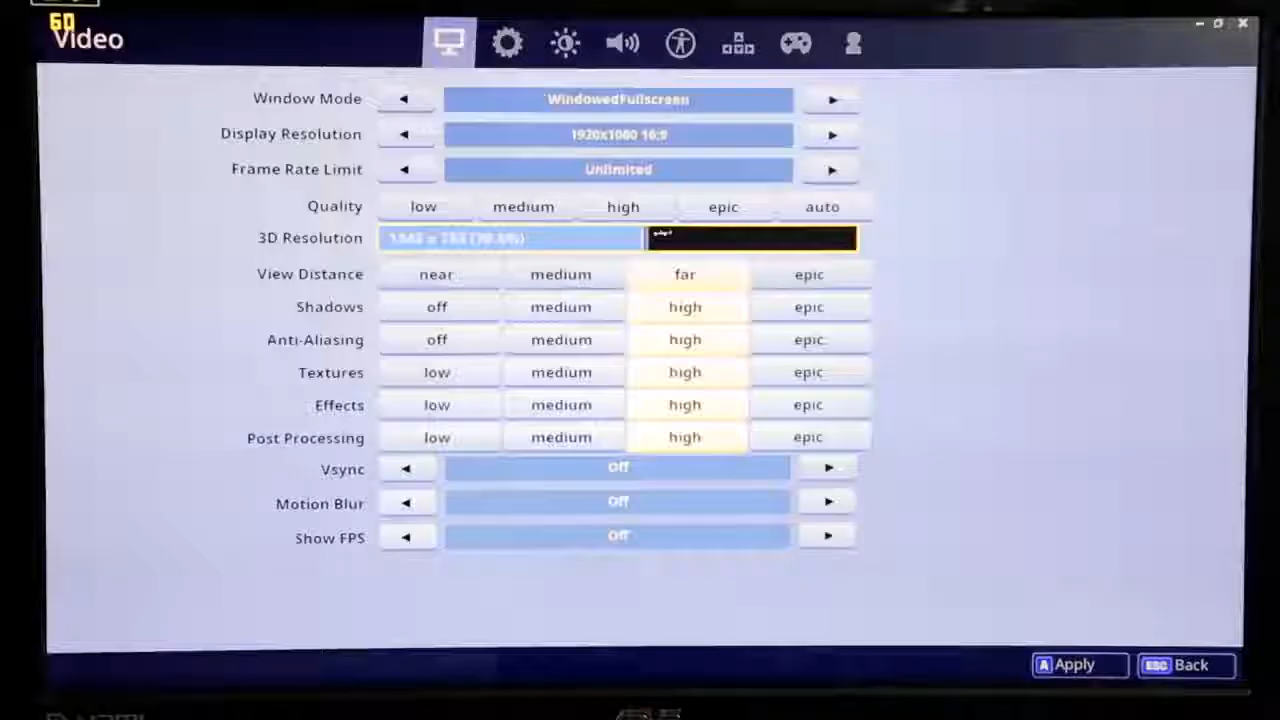 60
Video
Window Mode ◄ WindowedFullscreen ►
Display Resolution ◄ 1920x1080 16:9 ►
Frame Rate Limit ◄ Unlimited ►
Quality low medium high epic auto
3D Resolution
View Distance near medium far epic
Shadows off medium high epic
Anti-Aliasing off medium high epic
Textures low medium high epic
Effects low medium high epic
Post Processing low medium high epic
Vsync ◄ Off ►
Motion Blur ◄ Off ►
Show FPS ◄ Off ►
A Apply ESC Back